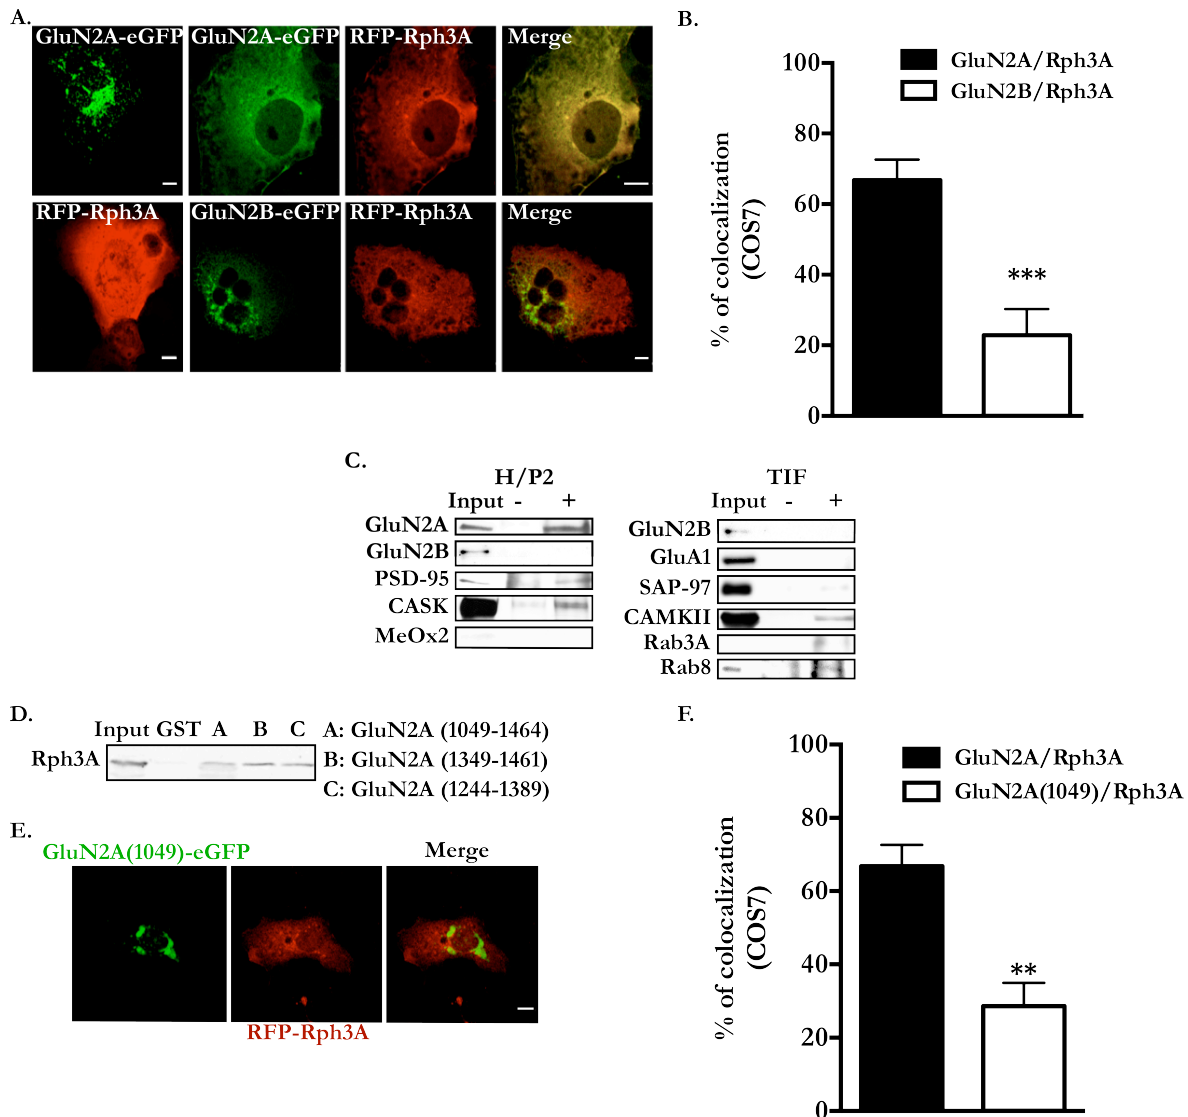 A.
GluN2A-eGFP GluN2A-eGFP RFP-Rph3A Merge
RFP-Rph3A GluN2B-eGFP RFP-Rph3A Merge
B.
GluN2A/Rph3A
GluN2B/Rph3A
% of colocalization
(COS7)
100
80
60
40
20
0
***
C.
H/P2
Input - +
GluN2A
GluN2B
PSD-95
CASK
MeOx2
TIF
Input - +
GluN2B
GluA1
SAP-97
CAMKII
Rab3A
Rab8
D.
Input GST A B C
Rph3A
A: GluN2A (1049-1464)
B: GluN2A (1349-1461)
C: GluN2A (1244-1389)
E.
GluN2A(1049)-eGFP
Merge
RFP-Rph3A
F.
GluN2A/Rph3A
GluN2A(1049)/Rph3A
% of colocalization
(COS7)
100
80
60
40
20
0
**